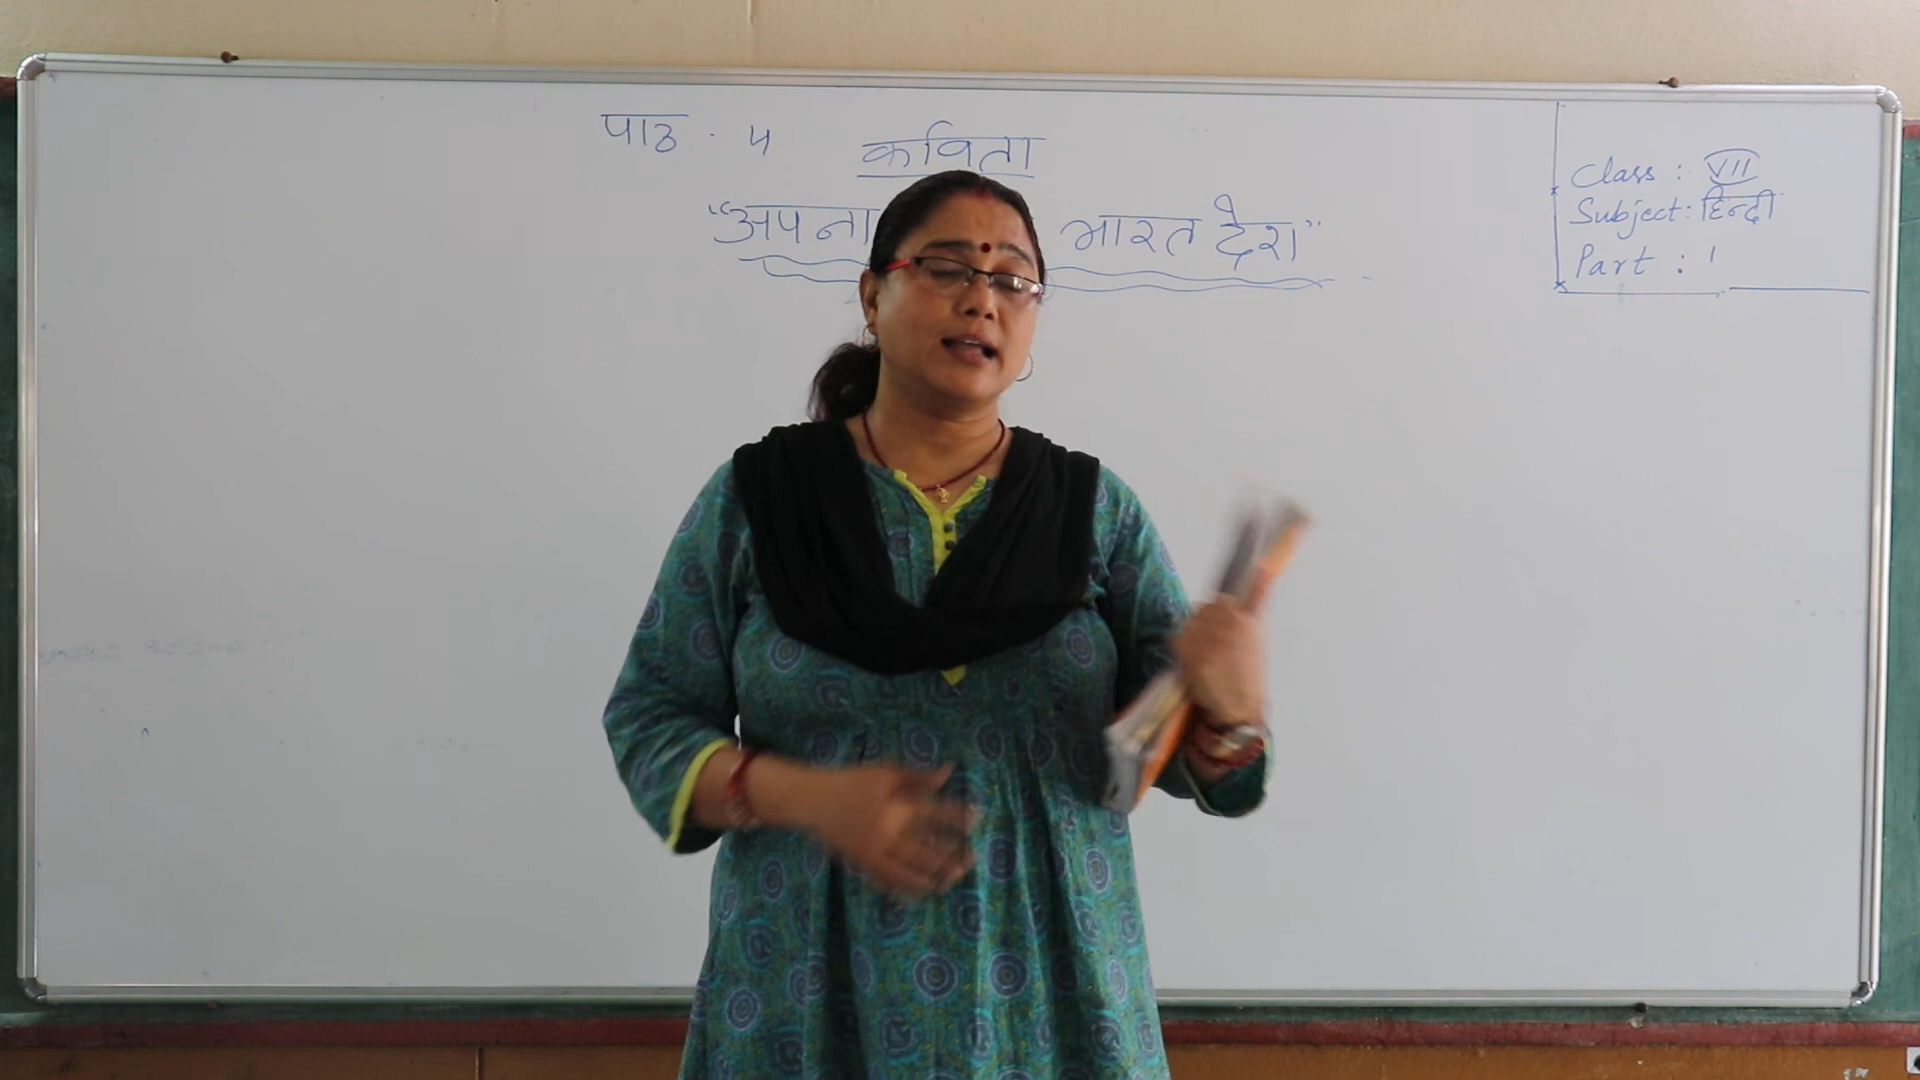 पाठ - ५
कविता
"अपना भारत देश"
Class : VII
Subject : हिन्दी
Part : 1